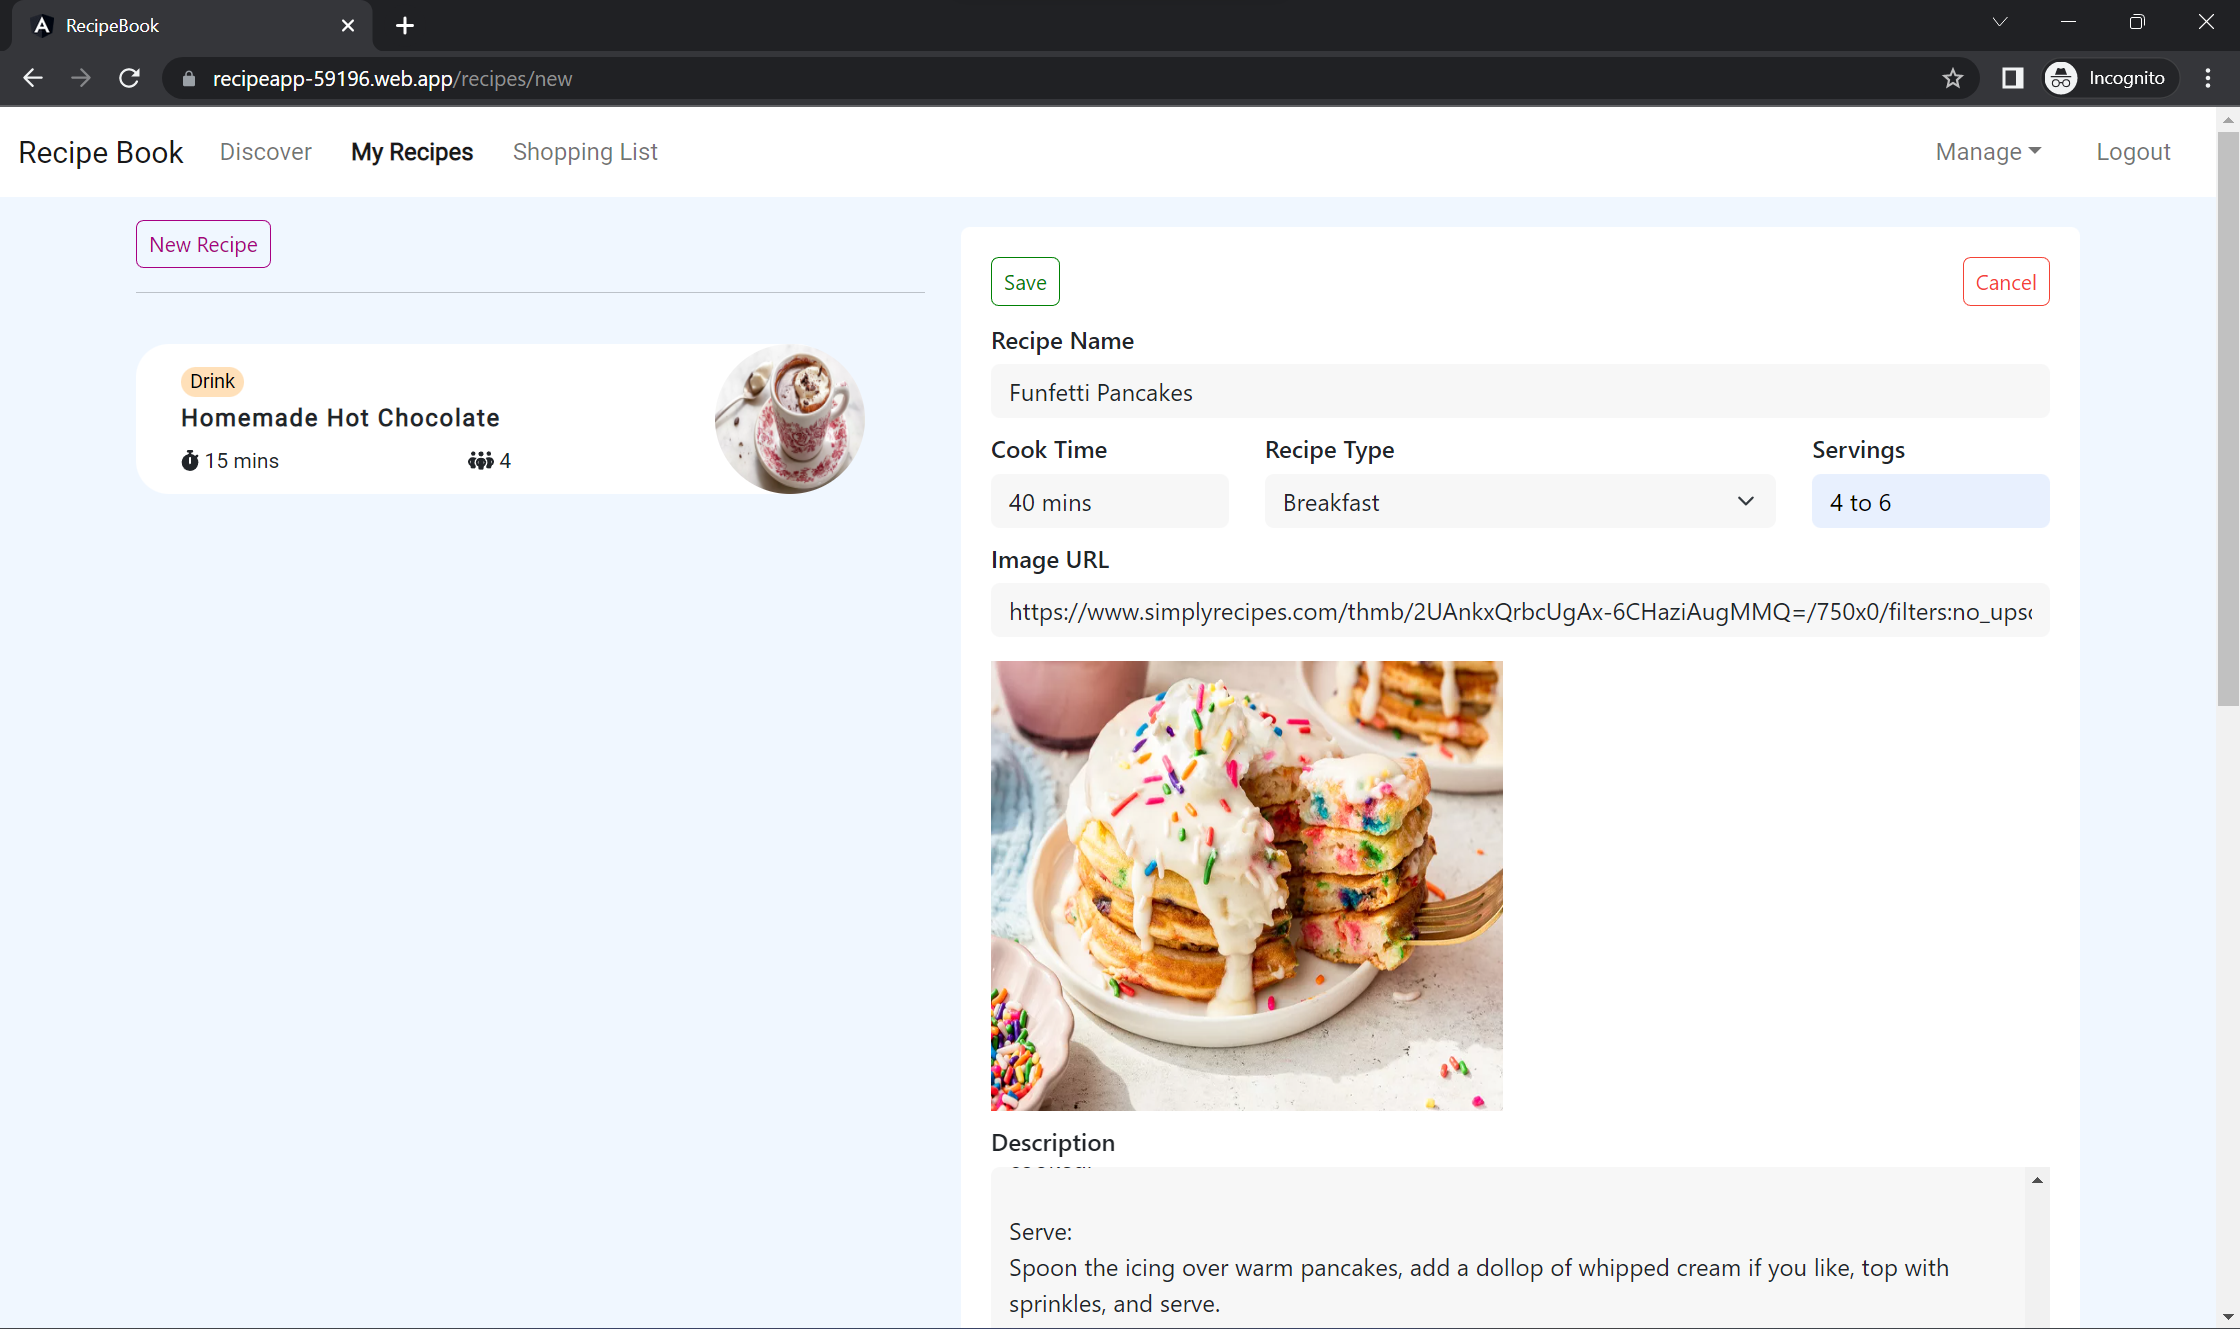 RecipeBook
recipeapp-59196.web.app/recipes/new
Incognito
Recipe Book Discover My Recipes Shopping List Manage Logout
New Recipe
Save Cancel
Recipe Name
Funfetti Pancakes
Drink
Homemade Hot Chocolate
15 mins 4
Cook Time Recipe Type Servings
40 mins Breakfast 4 to 6
Image URL
https://www.simplyrecipes.com/thmb/2UAnkxQrbcUgAx-6CHaziAugMMQ=/750x0/filters:no_ups
Description
Serve:
Spoon the icing over warm pancakes, add a dollop of whipped cream if you like, top with
sprinkles, and serve.